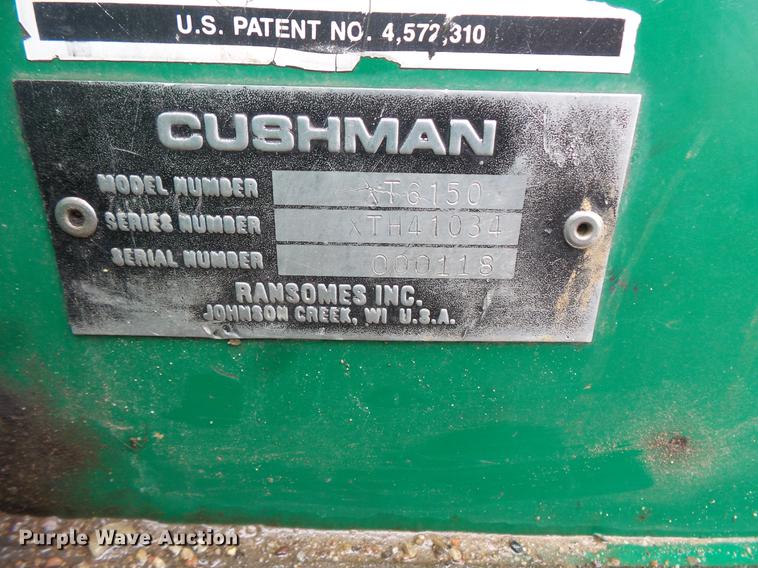 U.S. PATENT NO. 4,572,310
CUSHMAN
MODEL NUMBER XT6150
SERIES NUMBER XTH41034
SERIAL NUMBER 000118
RANSOMES INC.
JOHNSON CREEK, WI U.S.A.
Purple Wave Auction